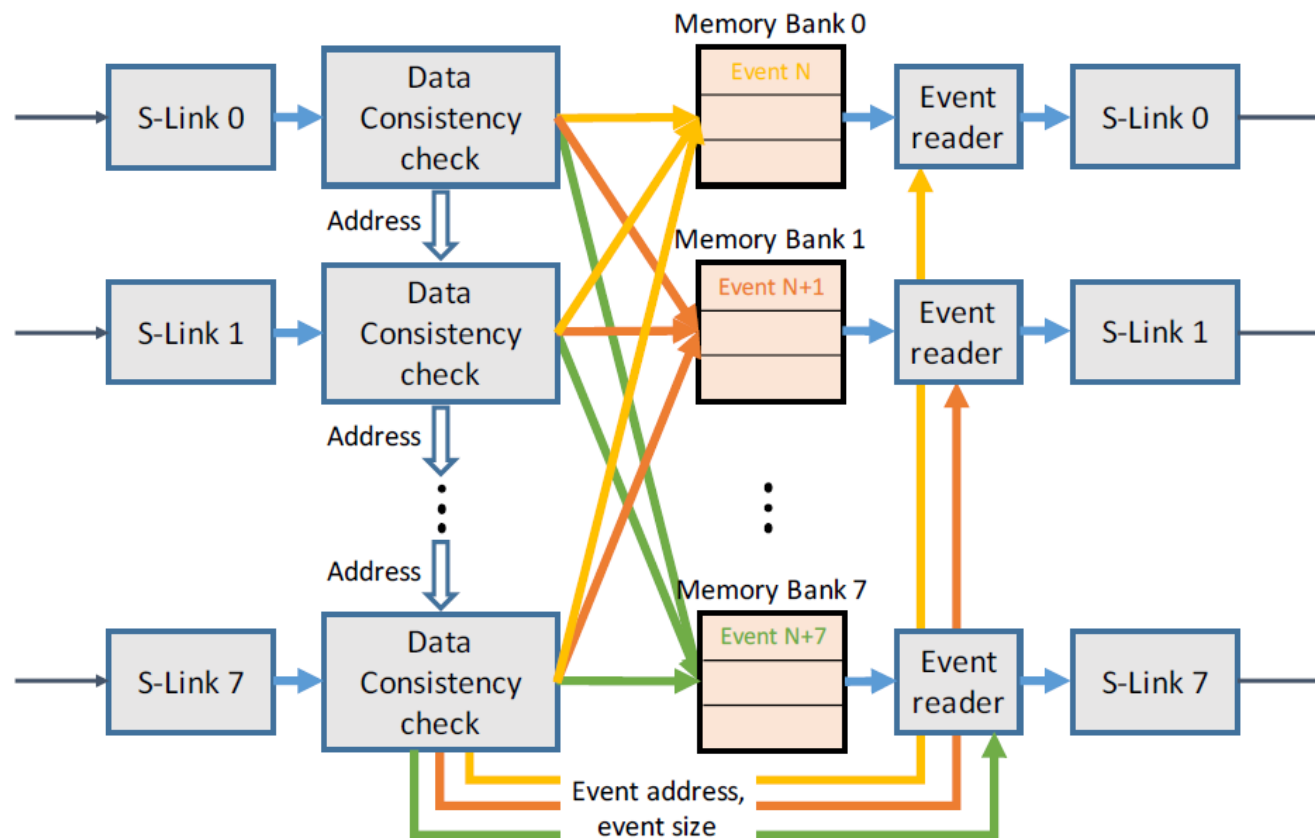 Memory Bank 0
S-Link 0
Data
Consistency
check
Event N
Event
reader
S-Link 0
Address
Memory Bank 1
S-Link 1
Data
Consistency
check
Event N+1
Event
reader
S-Link 1
Address
Address
Memory Bank 7
S-Link 7
Data
Consistency
check
Event N+7
Event
reader
S-Link 7
Event address,
event size